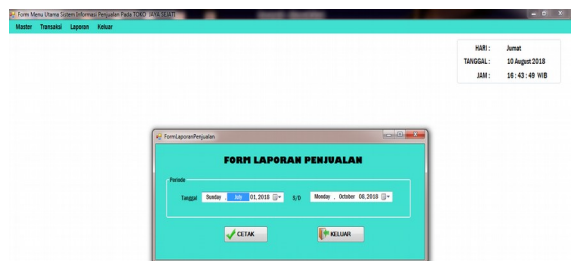 Form Menu Utama Sistem Informasi Penjualan Pada TOKO JAYA SEJATI
Master Transaksi Laporan Keluar
HARI : Jumat
TANGGAL : 10 August 2018
JAM : 16 : 43 : 49 WIB
FormLaporanPenjualan
FORM LAPORAN PENJUALAN
Periode
Tanggal Sunday , July 01, 2018 S/D Monday , October 08, 2018
CETAK KELUAR